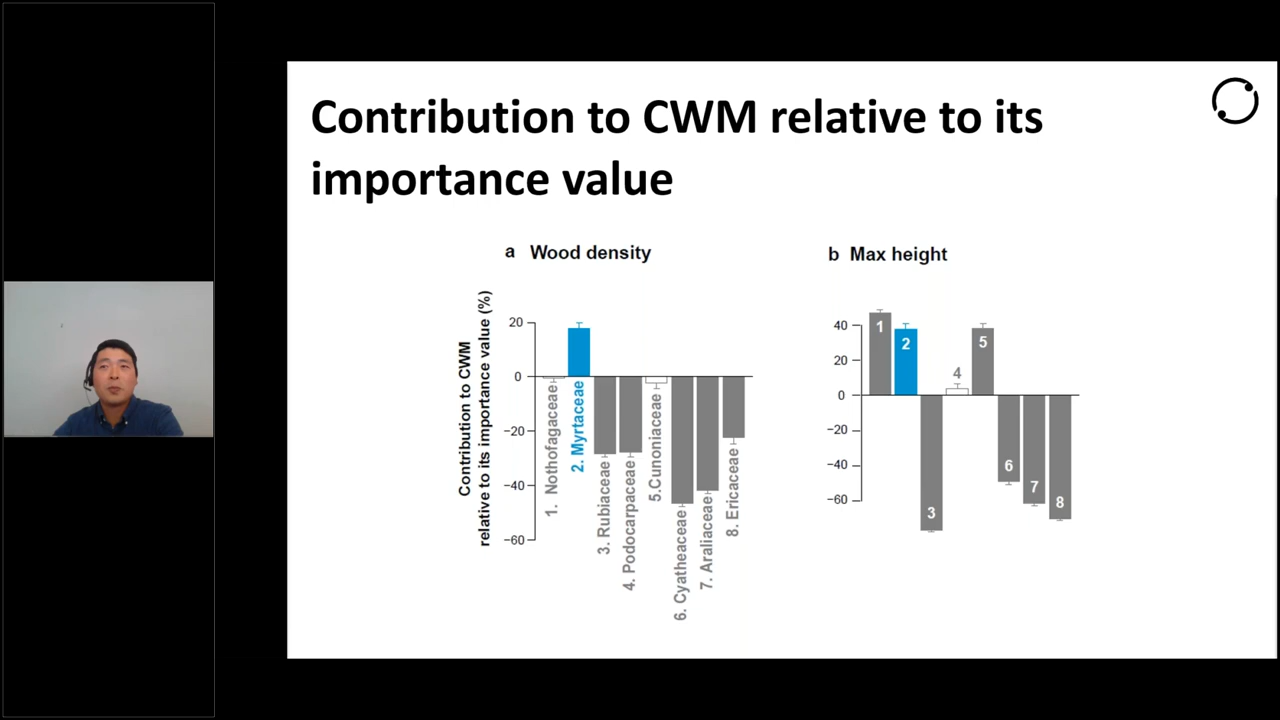 Contribution to CWM relative to its
importance value
a Wood density
Contribution to CWM
relative to its importance value (%)
20
0
−20
−40
−60
1. Nothofagaceae
2. Myrtaceae
3. Rubiaceae
4. Podocarpaceae
5.Cunoniaceae
6. Cyatheaceae
7. Araliaceae
8. Ericaceae
b Max height
40
20
0
−20
−40
−60
1
2
3
4
5
6
7
8